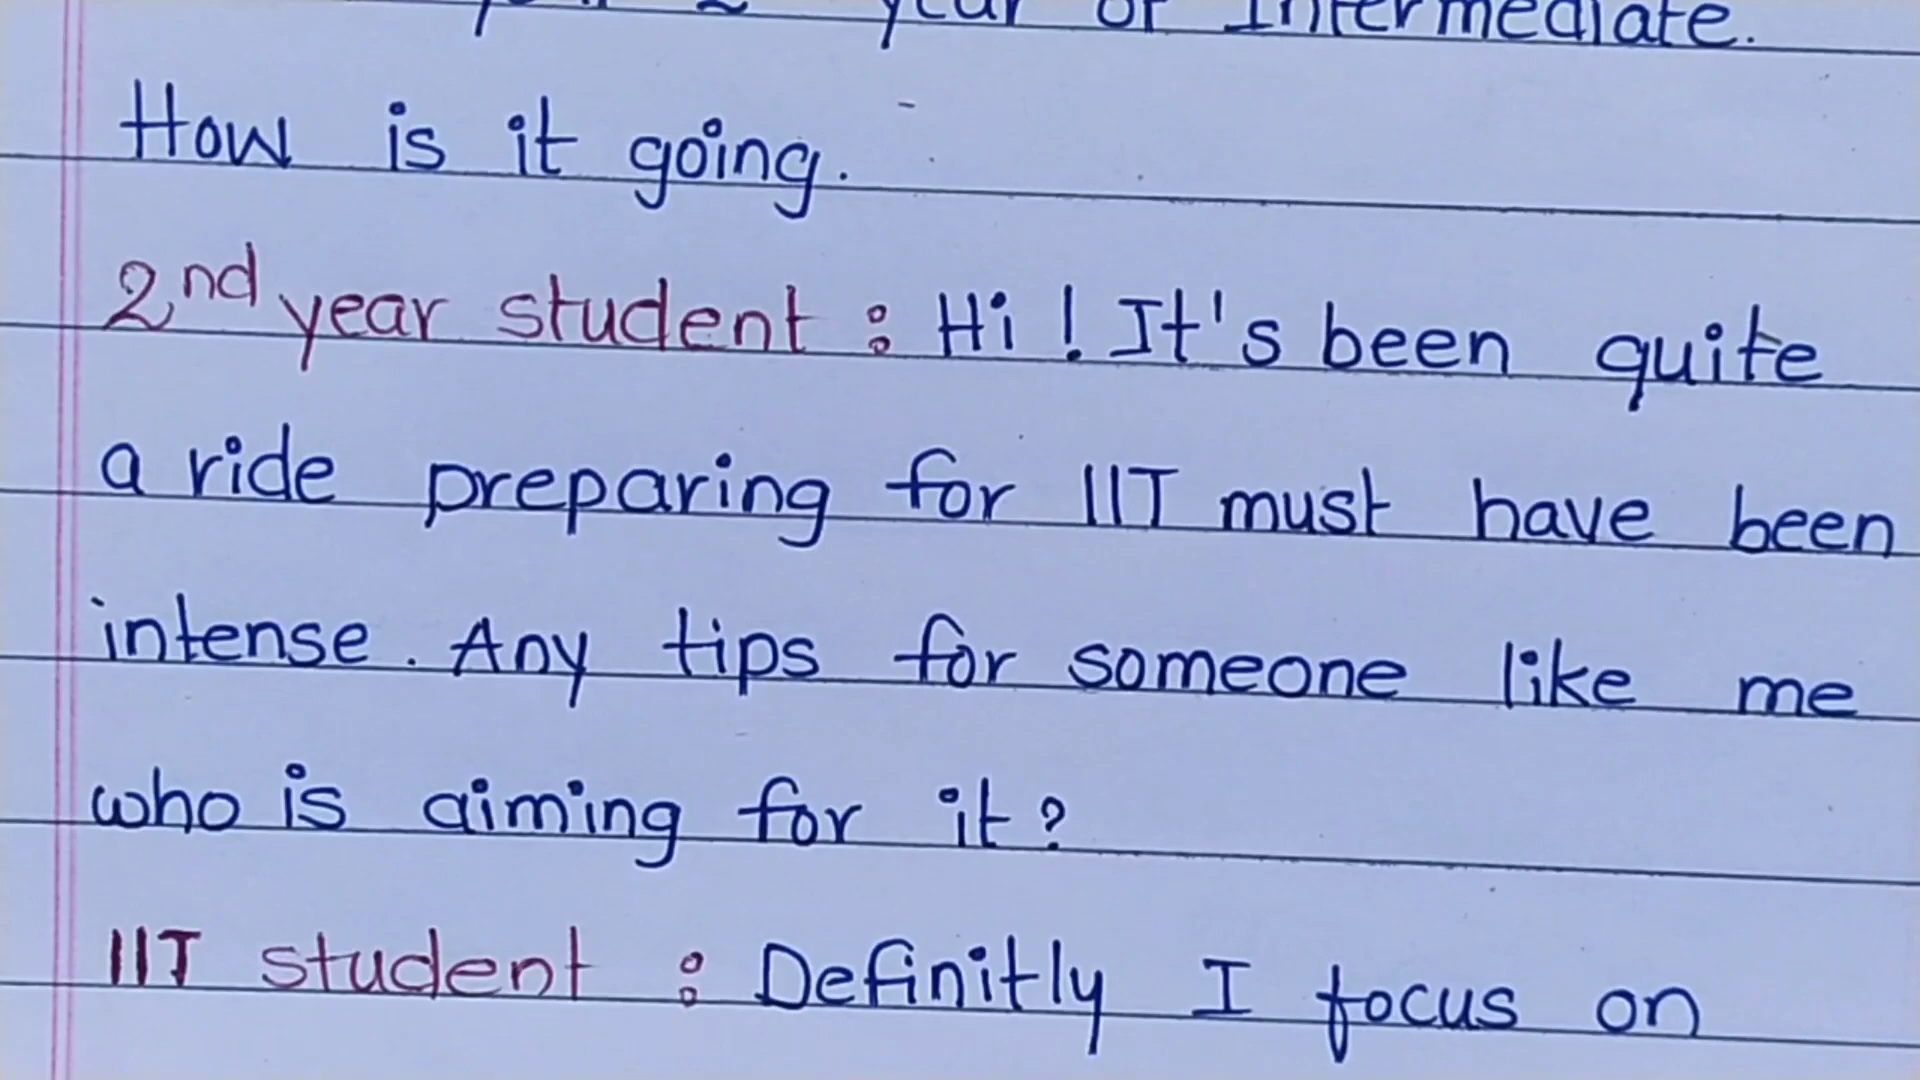 year of Intermediate.
How is it going.
2nd year student : Hi ! It's been quite
a ride preparing for IIT must have been
intense. Any tips for someone like me
who is aiming for it?
IIT student : Definitly I focus on